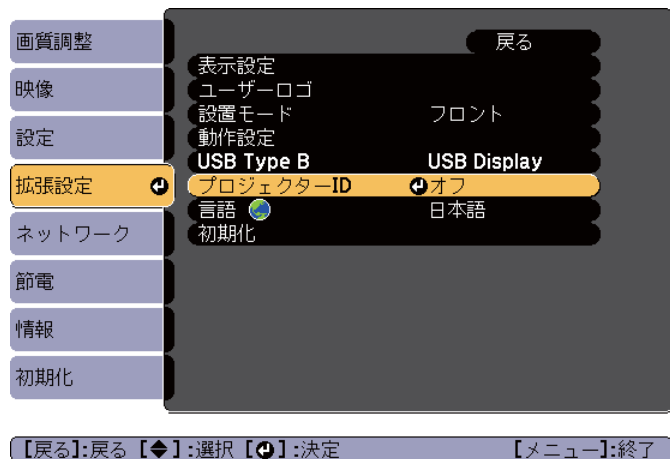 画質調整
映像
設定
拡張設定
ネットワーク
節電
情報
初期化
戻る
表示設定
ユーザーロゴ
設置モード フロント
動作設定
USB Type B USB Display
プロジェクターID オフ
言語 日本語
初期化
【戻る】:戻る 【◆】:選択 【⏎】:決定 【メニュー】:終了